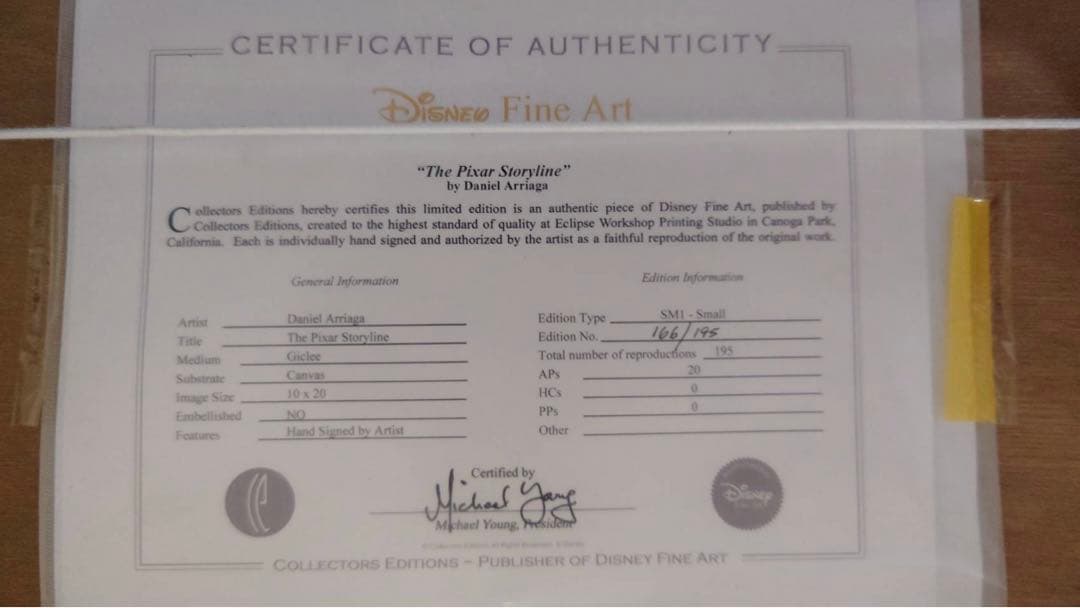 CERTIFICATE OF AUTHENTICITY
Disney Fine Art
"The Pixar Storyline"
by Daniel Arriaga
Collectors Editions hereby certifies this limited edition is an authentic piece of Disney Fine Art, published by
Collectors Editions, created to the highest standard of quality at Eclipse Workshop Printing Studio in Canoga Park,
California. Each is individually hand signed and authorized by the artist as a faithful reproduction of the original work.
General Information
Artist Daniel Arriaga
Title The Pixar Storyline
Medium Giclee
Substrate Canvas
Image Size 10 x 20
Embellished NO
Features Hand Signed by Artist
Edition Information
Edition Type SM1 - Small
Edition No. 166/195
Total number of reproductions 195
APs 20
HCs 0
PPs 0
Other
Certified by
Michael Young
Michael Young, President
Disney
COLLECTORS EDITIONS – PUBLISHER OF DISNEY FINE ART